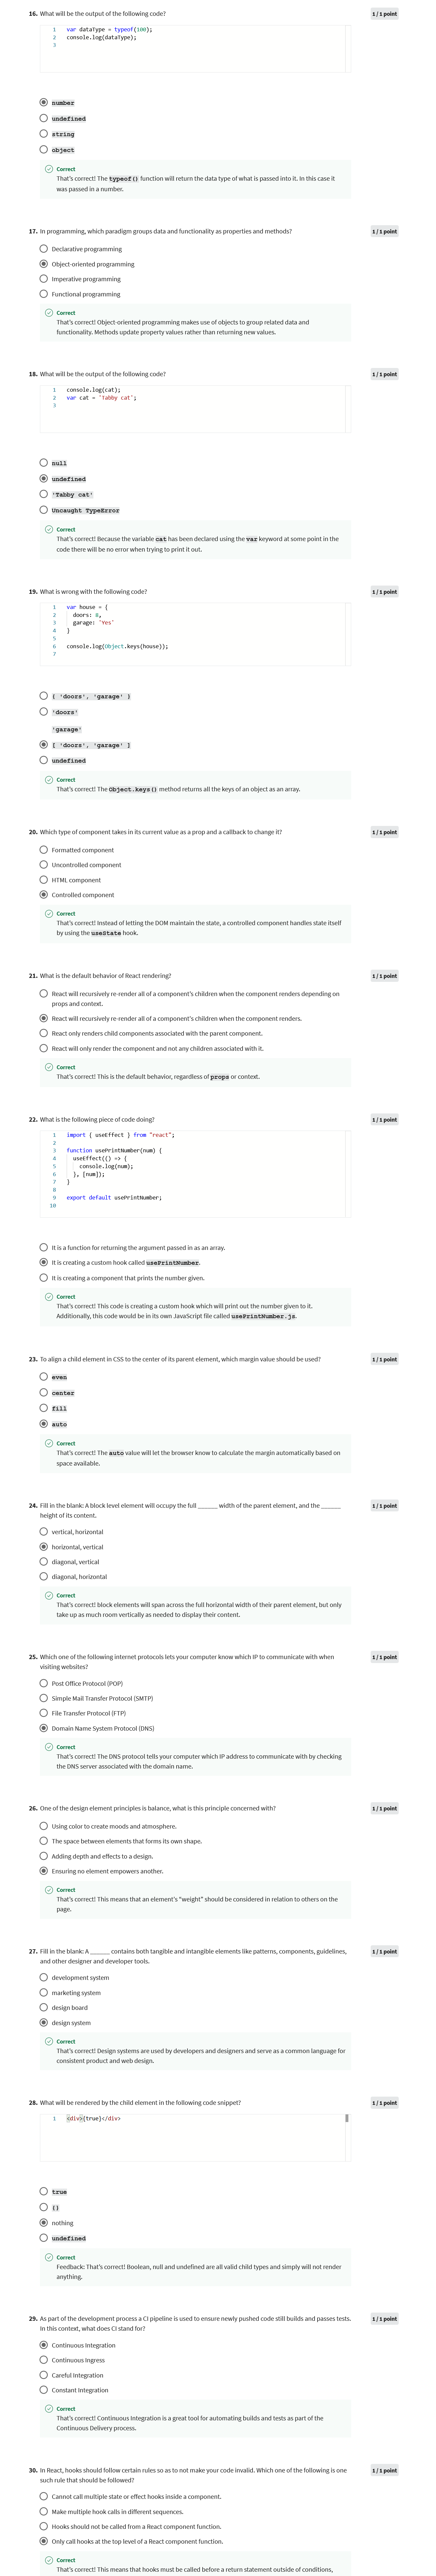 16. What will be the output of the following code?
1 / 1 point
1 var dataType = typeof(100);
2 console.log(dataType);
3
number
undefined
string
object
Correct
That's correct! The typeof() function will return the data type of what is passed into it. In this case it
was passed in a number.
17. In programming, which paradigm groups data and functionality as properties and methods?
1 / 1 point
Declarative programming
Object-oriented programming
Imperative programming
Functional programming
Correct
That's correct! Object-oriented programming makes use of objects to group related data and
functionality. Methods update property values rather than returning new values.
18. What will be the output of the following code?
1 / 1 point
1 console.log(cat);
2 var cat = 'Tabby cat';
3
null
undefined
'Tabby cat'
Uncaught TypeError
Correct
That's correct! Because the variable cat has been declared using the var keyword at some point in the
code there will be no error when trying to print it out.
19. What is wrong with the following code?
1 / 1 point
1 var house = {
2 doors: 8,
3 garage: 'Yes'
4 }
5
6 console.log(Object.keys(house));
7
{ 'doors', 'garage' }
'doors'
'garage'
[ 'doors', 'garage' ]
undefined
Correct
That's correct! The Object.keys() method returns all the keys of an object as an array.
20. Which type of component takes in its current value as a prop and a callback to change it?
1 / 1 point
Formatted component
Uncontrolled component
HTML component
Controlled component
Correct
That's correct! Instead of letting the DOM maintain the state, a controlled component handles state itself
by using the useState hook.
21. What is the default behavior of React rendering?
1 / 1 point
React will recursively re-render all of a component's children when the component renders depending on
props and context.
React will recursively re-render all of a component's children when the component renders.
React only renders child components associated with the parent component.
React will only render the component and not any children associated with it.
Correct
That's correct! This is the default behavior, regardless of props or context.
22. What is the following piece of code doing?
1 / 1 point
1 import { useEffect } from "react";
2
3 function usePrintNumber(num) {
4 useEffect(() => {
5 console.log(num);
6 }, [num]);
7 }
8
9 export default usePrintNumber;
10
It is a function for returning the argument passed in as an array.
It is creating a custom hook called usePrintNumber.
It is creating a component that prints the number given.
Correct
That's correct! This code is creating a custom hook which will print out the number given to it.
Additionally, this code would be in its own JavaScript file called usePrintNumber.js.
23. To align a child element in CSS to the center of its parent element, which margin value should be used?
1 / 1 point
even
center
fill
auto
Correct
That's correct! The auto value will let the browser know to calculate the margin automatically based on
space available.
24. Fill in the blank: A block level element will occupy the full ______ width of the parent element, and the ______
height of its content.
1 / 1 point
vertical, horizontal
horizontal, vertical
diagonal, vertical
diagonal, horizontal
Correct
That's correct! block elements will span across the full horizontal width of their parent element, but only
take up as much room vertically as needed to display their content.
25. Which one of the following internet protocols lets your computer know which IP to communicate with when
visiting websites?
1 / 1 point
Post Office Protocol (POP)
Simple Mail Transfer Protocol (SMTP)
File Transfer Protocol (FTP)
Domain Name System Protocol (DNS)
Correct
That's correct! The DNS protocol tells your computer which IP address to communicate with by checking
the DNS server associated with the domain name.
26. One of the design element principles is balance, what is this principle concerned with?
1 / 1 point
Using color to create moods and atmosphere.
The space between elements that forms its own shape.
Adding depth and effects to a design.
Ensuring no element empowers another.
Correct
That's correct! This means that an element's "weight" should be considered in relation to others on the
page.
27. Fill in the blank: A ______ contains both tangible and intangible elements like patterns, components, guidelines,
and other designer and developer tools.
1 / 1 point
development system
marketing system
design board
design system
Correct
That's correct! Design systems are used by developers and designers and serve as a common language for
consistent product and web design.
28. What will be rendered by the child element in the following code snippet?
1 / 1 point
1 <div>{true}</div>
true
{}
nothing
undefined
Correct
Feedback: That's correct! Boolean, null and undefined are all valid child types and simply will not render
anything.
29. As part of the development process a CI pipeline is used to ensure newly pushed code still builds and passes tests.
In this context, what does CI stand for?
1 / 1 point
Continuous Integration
Continuous Ingress
Careful Integration
Constant Integration
Correct
That's correct! Continuous Integration is a great tool for automating builds and tests as part of the
Continuous Delivery process.
30. In React, hooks should follow certain rules so as to not make your code invalid. Which one of the following is one
such rule that should be followed?
1 / 1 point
Cannot call multiple state or effect hooks inside a component.
Make multiple hook calls in different sequences.
Hooks should not be called from a React component function.
Only call hooks at the top level of a React component function.
Correct
That's correct! This means that hooks must be called before a return statement outside of conditions,